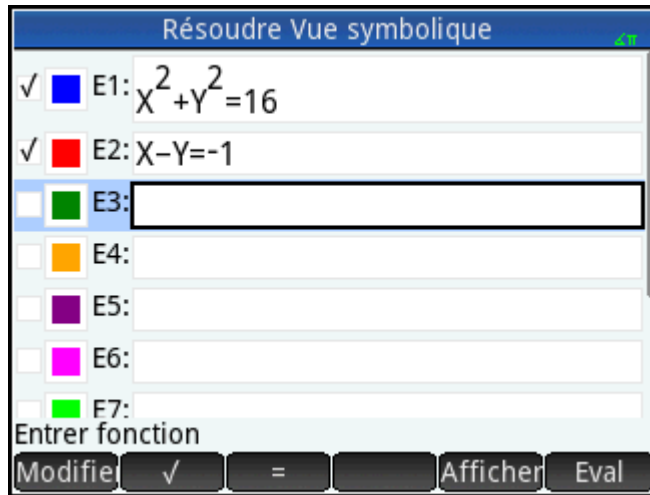 Résoudre Vue symbolique
∡π
√ E1: X²+Y²=16
√ E2: X-Y=-1
E3:
E4:
E5:
E6:
E7:
Entrer fonction
Modifie √ = Afficher Eval